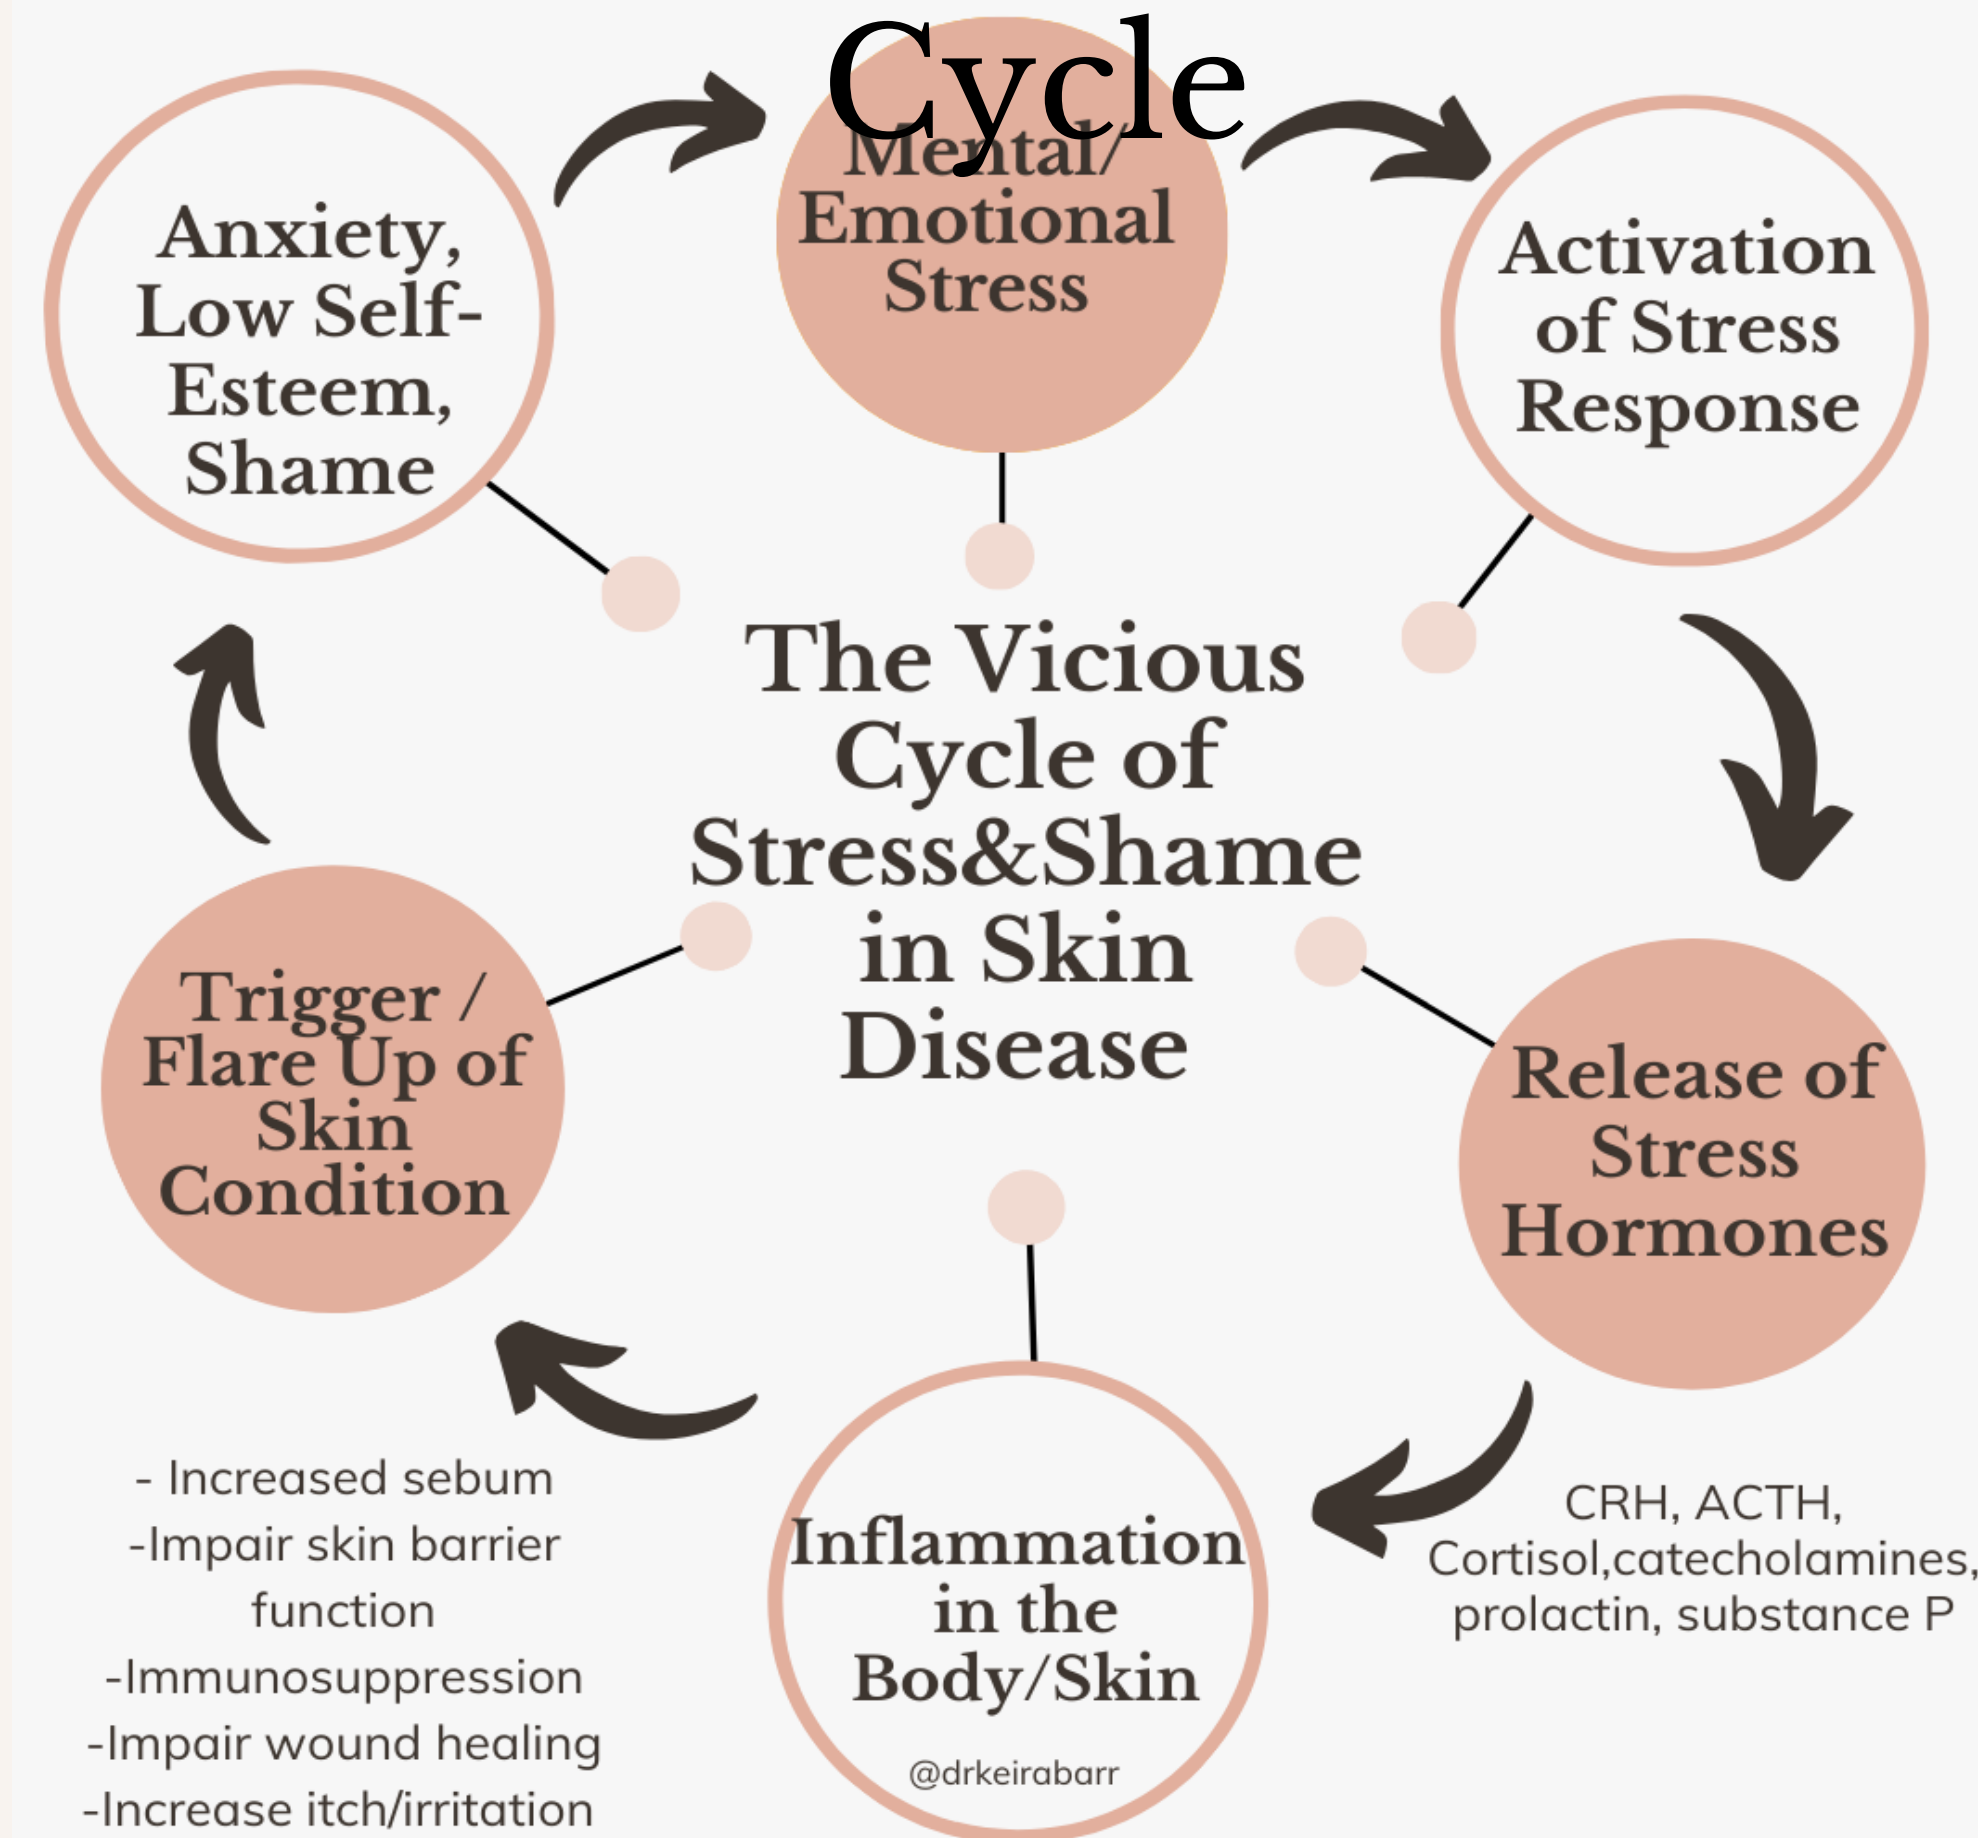 Cycle
Mental/
Emotional
Stress
Activation
of Stress
Response
Release of
Stress
Hormones
CRH, ACTH,
Cortisol,catecholamines,
prolactin, substance P
Inflammation
in the
Body/Skin
@drkeirabarr
Trigger /
Flare Up of
Skin
Condition
- Increased sebum
-Impair skin barrier
function
-Immunosuppression
-Impair wound healing
-Increase itch/irritation
Anxiety,
Low Self-
Esteem,
Shame
The Vicious
Cycle of
Stress&Shame
in Skin
Disease